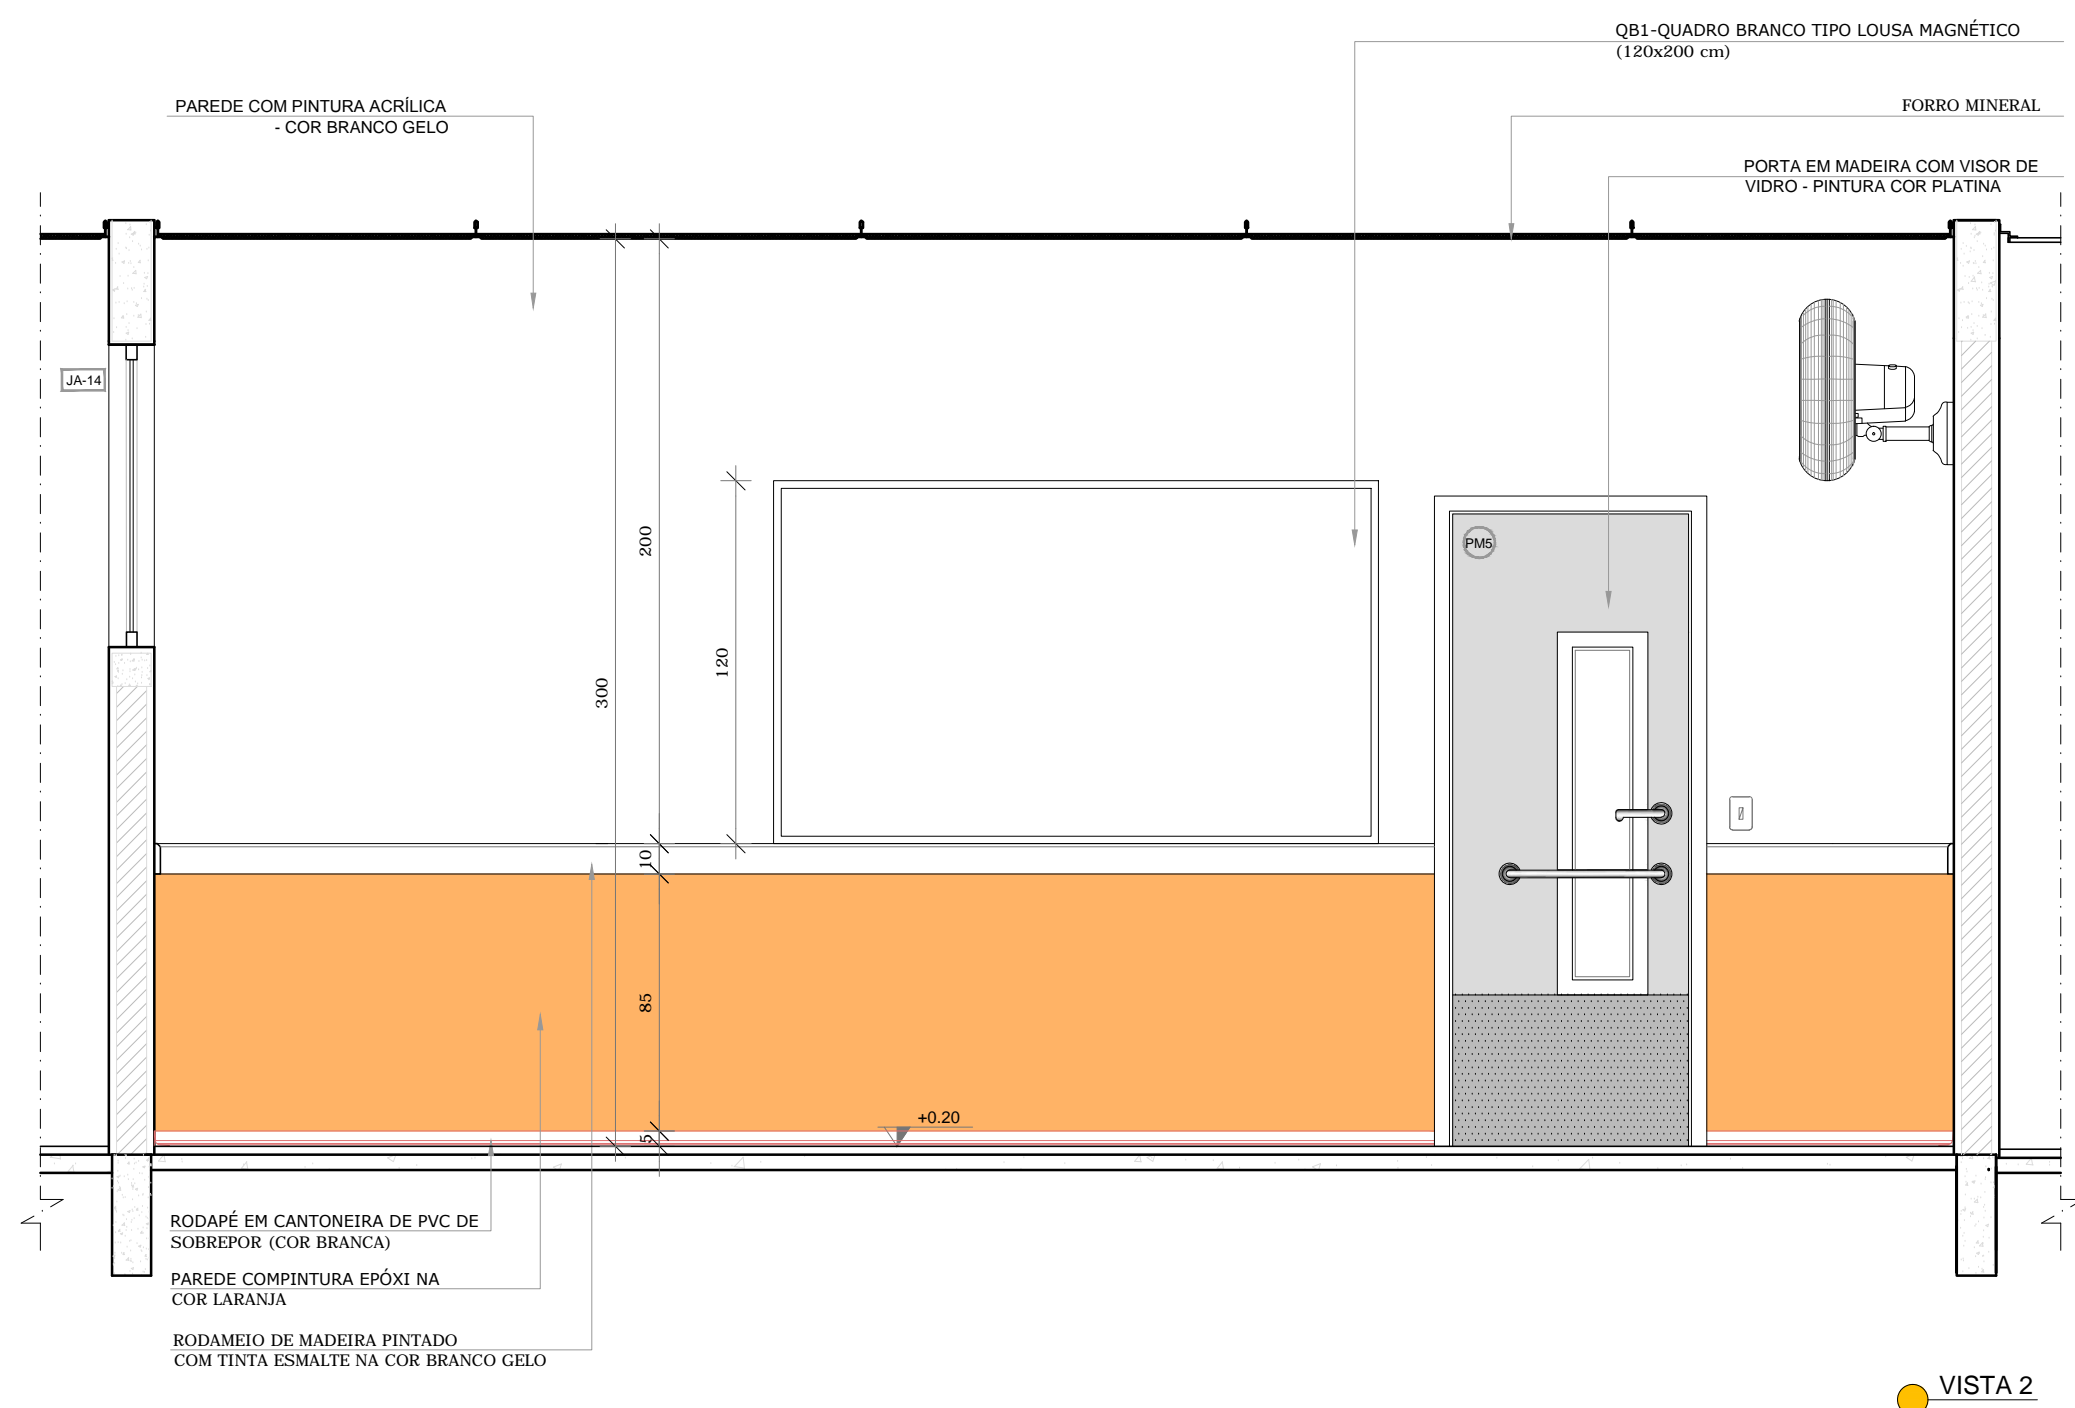 QB1-QUADRO BRANCO TIPO LOUSA MAGNÉTICO
(120x200 cm)
PAREDE COM PINTURA ACRÍLICA
- COR BRANCO GELO
FORRO MINERAL
PORTA EM MADEIRA COM VISOR DE
VIDRO - PINTURA COR PLATINA
JA-14
200
PM5
120
300
10
85
+0.20
5
RODAPÉ EM CANTONEIRA DE PVC DE
SOBREPOR (COR BRANCA)
PAREDE COMPINTURA EPÓXI NA
COR LARANJA
RODAMEIO DE MADEIRA PINTADO
COM TINTA ESMALTE NA COR BRANCO GELO
VISTA 2